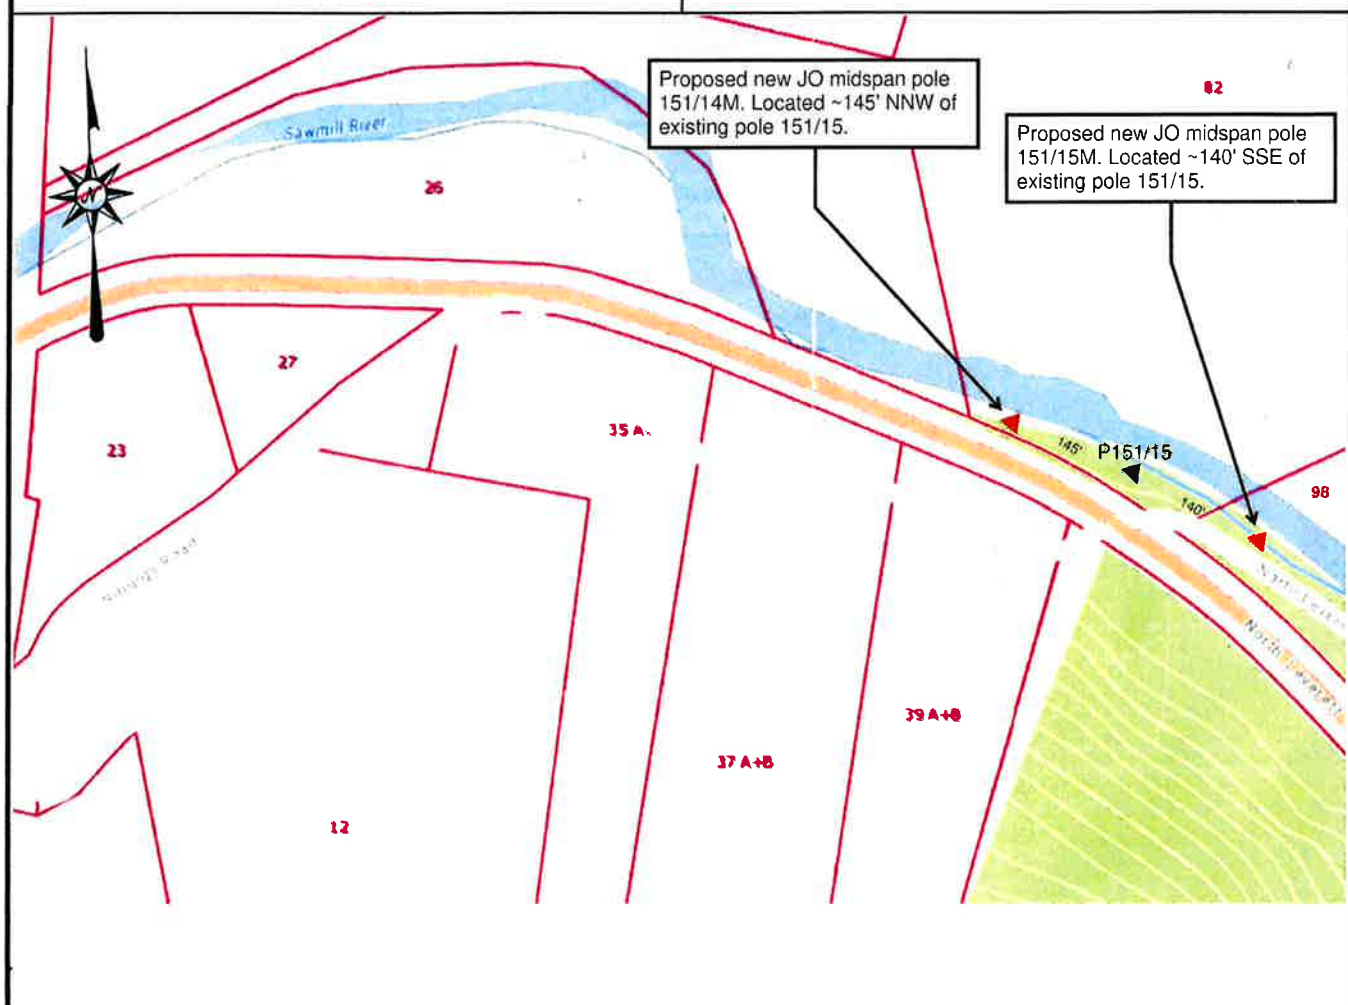 Proposed new JO midspan pole
151/14M. Located ~145' NNW of
existing pole 151/15.
82
Proposed new JO midspan pole
151/15M. Located ~140' SSE of
existing pole 151/15.
Sawmill River
N
26
27
23
35 A
145'
P151/15
140'
98
Road
North
39 A+B
37 A+B
12